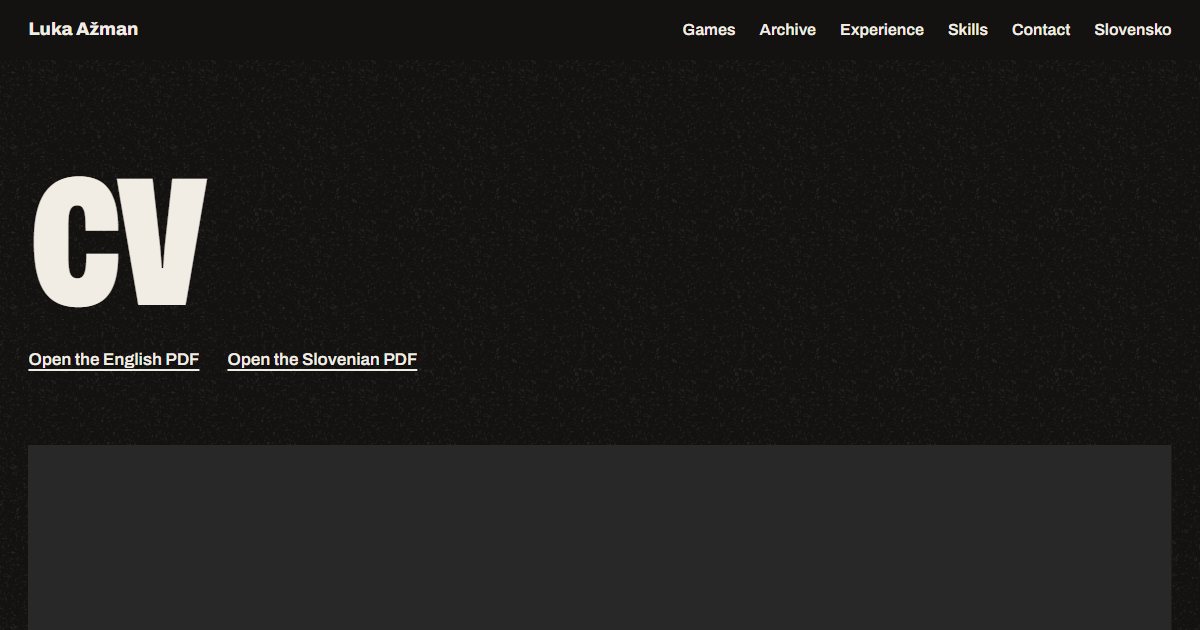 Luka Ažman
Games Archive Experience Skills Contact Slovensko
CV
Open the English PDF Open the Slovenian PDF